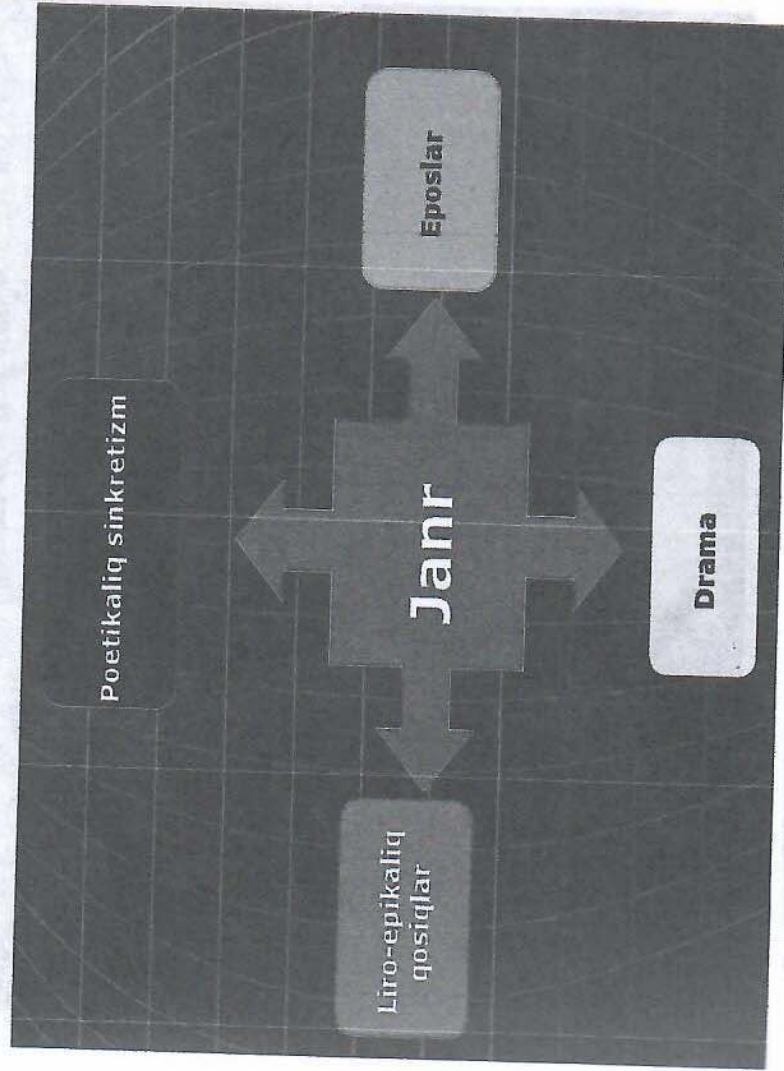 Poetikaliq sinkretizm
Liro-epikaliq
qosiqlar
Janr
Eposlar
Drama